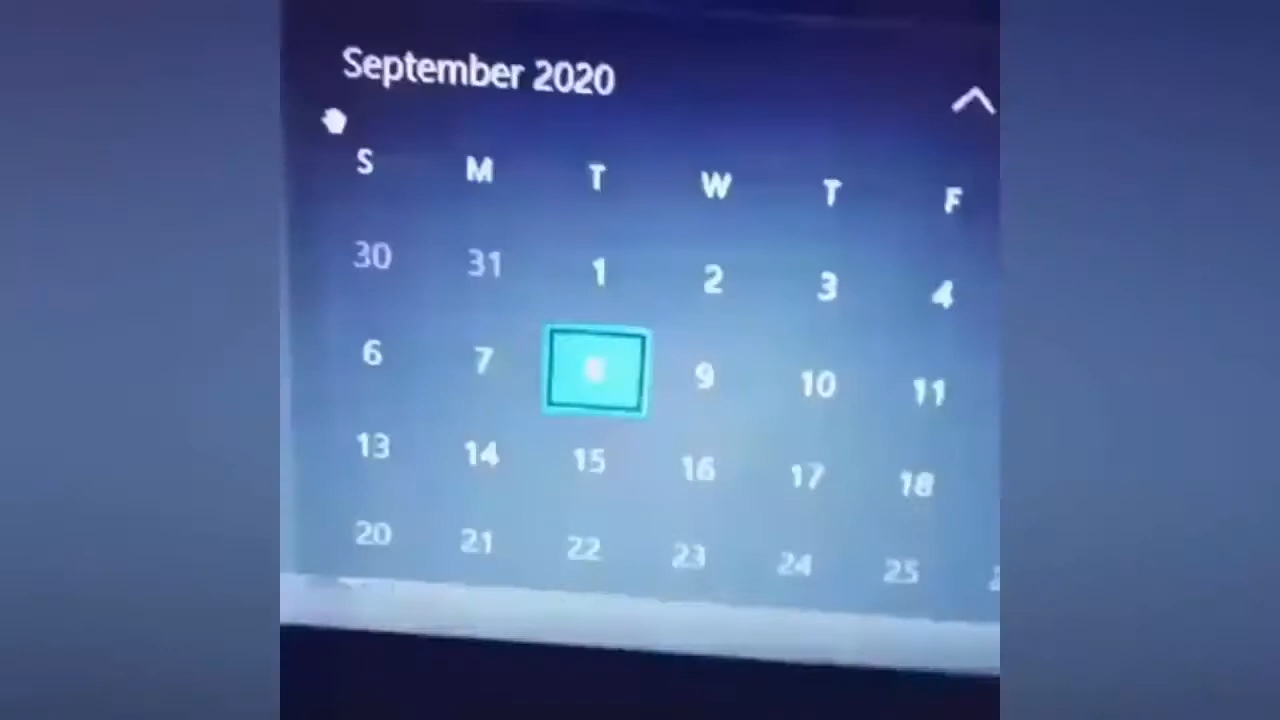 September 2020
S M T W T F
30 31 1 2 3 4
6 7 8 9 10 11
13 14 15 16 17 18
20 21 22 23 24 25